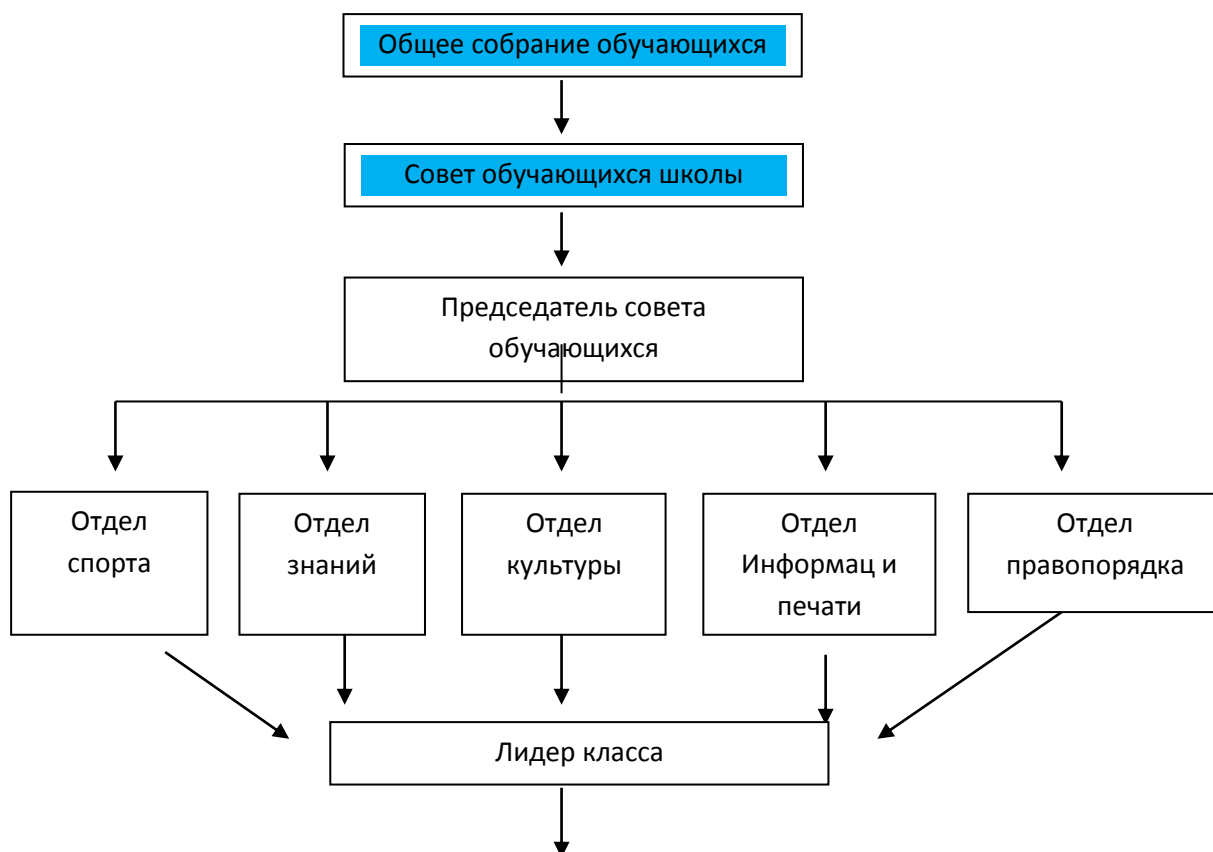 Общее собрание обучающихся
Совет обучающихся школы
Председатель совета
обучающихся
Отдел
спорта
Отдел
знаний
Отдел
культуры
Отдел
Информац и
печати
Отдел
правопорядка
Лидер класса